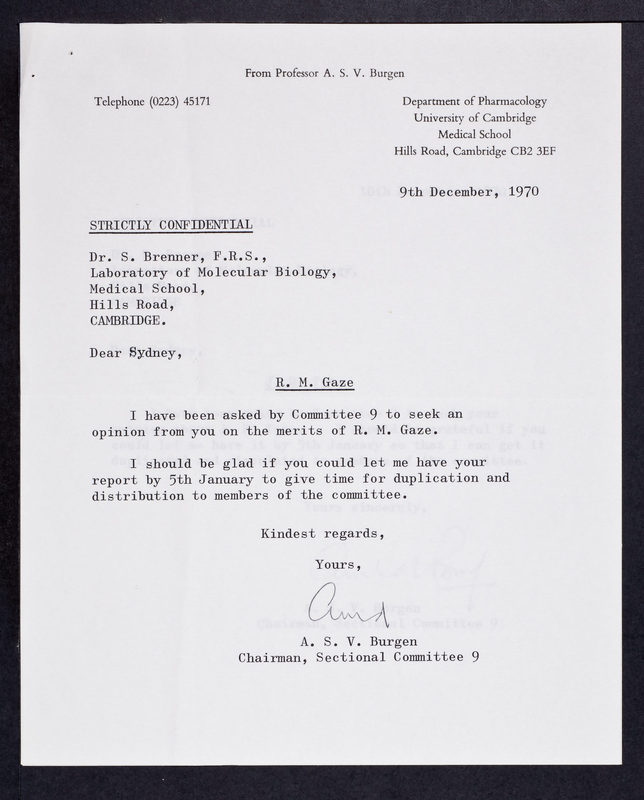 From Professor A. S. V. Burgen
Telephone (0223) 45171
Department of Pharmacology
University of Cambridge
Medical School
Hills Road, Cambridge CB2 3EF
9th December, 1970
STRICTLY CONFIDENTIAL
Dr. S. Brenner, F.R.S.,
Laboratory of Molecular Biology,
Medical School,
Hills Road,
CAMBRIDGE.
Dear Sydney,
R. M. Gaze
I have been asked by Committee 9 to seek an
opinion from you on the merits of R. M. Gaze.
I should be glad if you could let me have your
report by 5th January to give time for duplication and
distribution to members of the committee.
Kindest regards,
Yours,
A. S. V. Burgen
Chairman, Sectional Committee 9